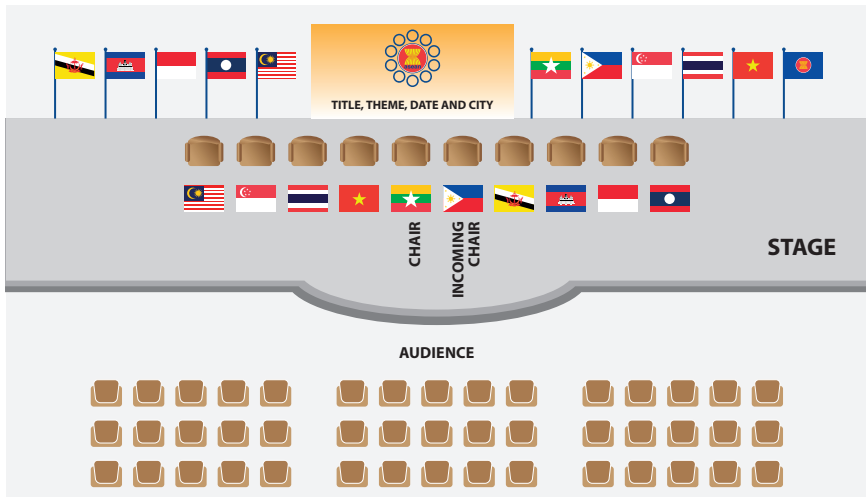 TITLE, THEME, DATE AND CITY
CHAIR
INCOMING
CHAIR
STAGE
AUDIENCE